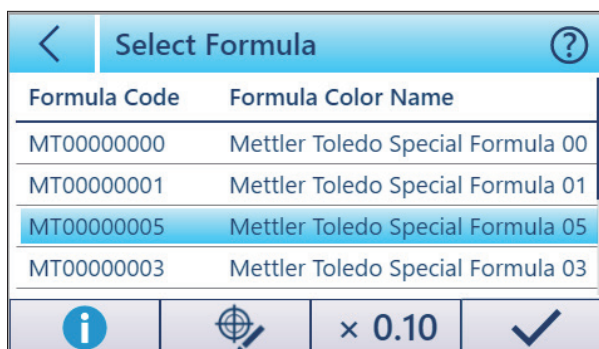 Select Formula ?
Formula Code Formula Color Name
MT00000000 Mettler Toledo Special Formula 00
MT00000001 Mettler Toledo Special Formula 01
MT00000005 Mettler Toledo Special Formula 05
MT00000003 Mettler Toledo Special Formula 03
i × 0.10